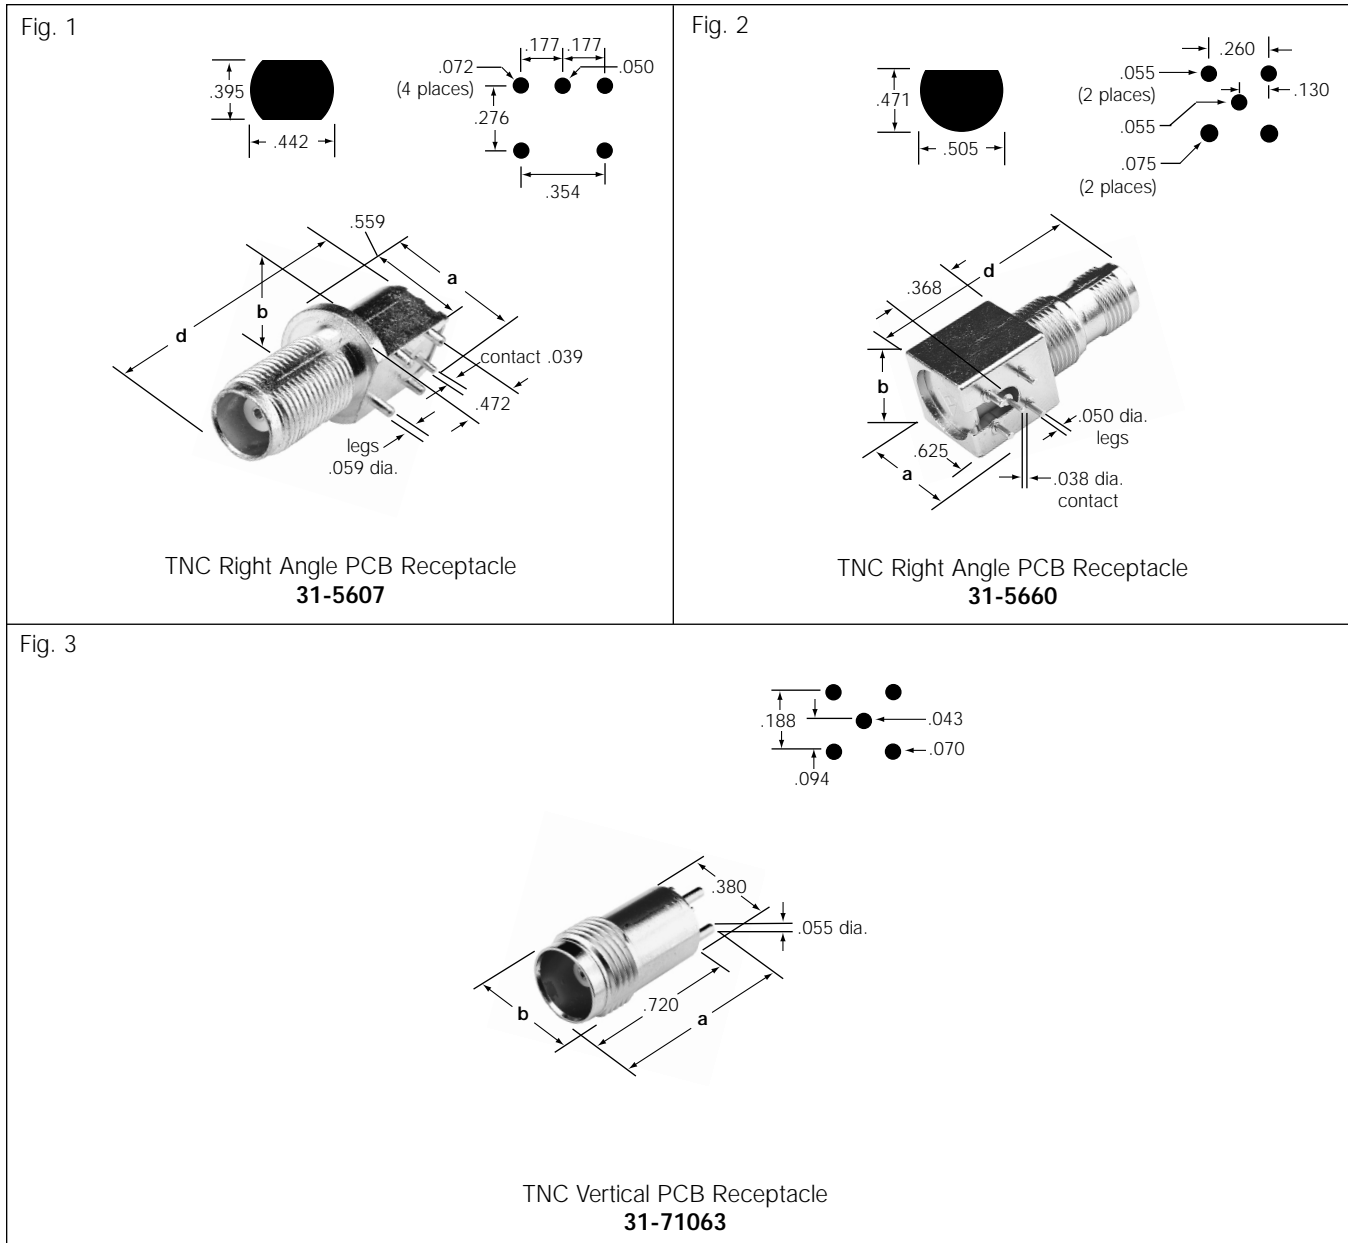 Fig. 1
.395
.442
.177
.177
.072
(4 places)
.050
.276
.354
.559
a
b
d
contact .039
.472
legs
.059 dia.
TNC Right Angle PCB Receptacle
31-5607
Fig. 2
.471
.505
.260
.055
(2 places)
.130
.055
.075
(2 places)
d
.368
b
.050 dia.
legs
.625
a
.038 dia.
contact
TNC Right Angle PCB Receptacle
31-5660
Fig. 3
.188
.043
.070
.094
.380
.055 dia.
.720
b
a
TNC Vertical PCB Receptacle
31-71063